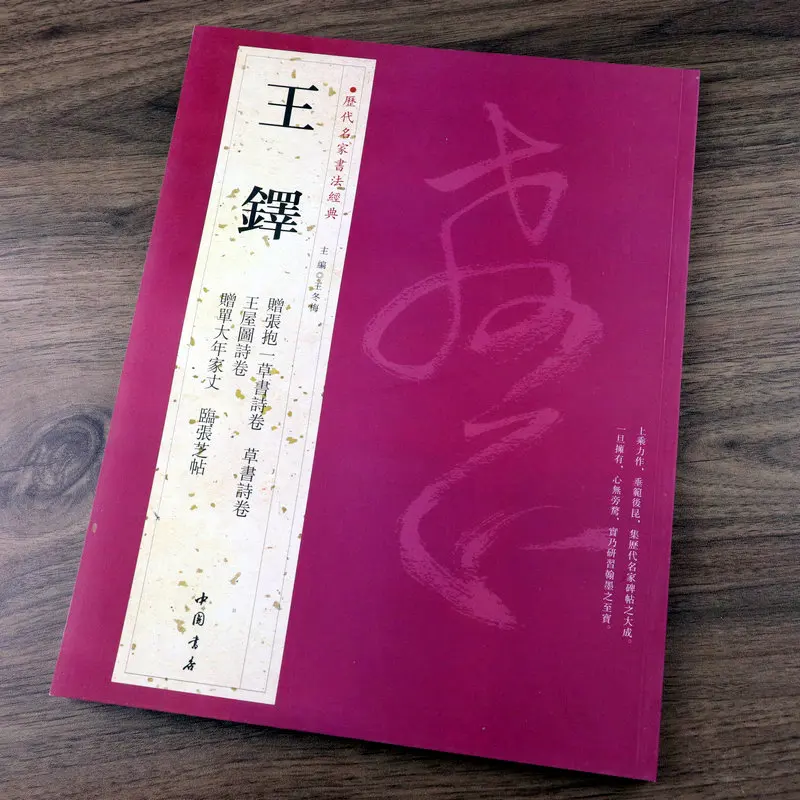 王鐸
歷代名家書法經典
主編◎王冬梅
贈張抱一草書詩卷 草書詩卷
王屋圖詩卷
贈單大年家丈 臨張芝帖
中國書店
上乘力作，垂範後昆，集歷代名家碑帖之大成。
一旦擁有，心無旁騖，實乃研習翰墨之至寶。